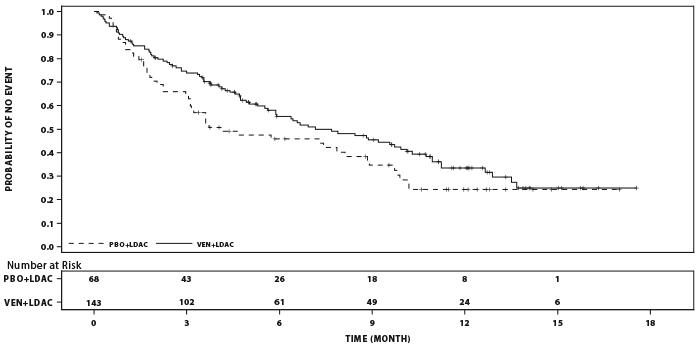 1.0
0.9
0.8
0.7
0.6
0.5
0.4
0.3
0.2
0.1
0.0
PROBABILITY OF NO EVENT
PBO+LDAC VEN+LDAC
Number at Risk
PBO+LDAC 68 43 26 18 8 1
VEN+LDAC 143 102 61 49 24 6
0 3 6 9 12 15 18
TIME (MONTH)